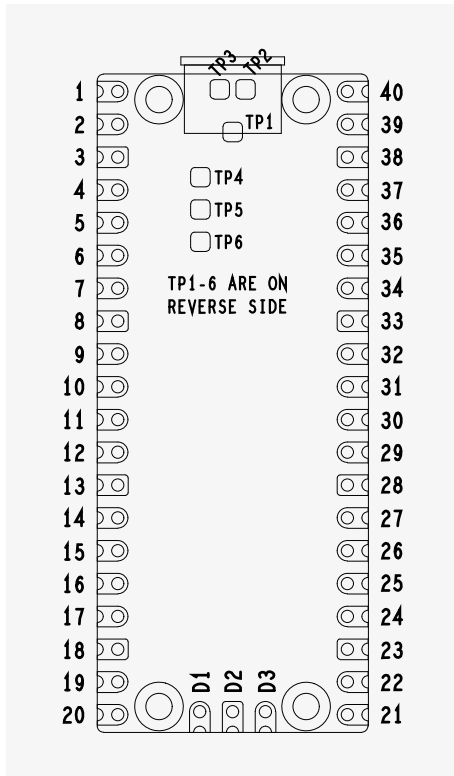 TP3 TP2
1 40
TP1
2 39
3 38
TP4
4 37
TP5
5 36
TP6
6 35
TP1-6 ARE ON
7 34
REVERSE SIDE
8 33
9 32
10 31
11 30
12 29
13 28
14 27
15 26
16 25
17 24
18 23
D1 D2 D3
19 22
20 21